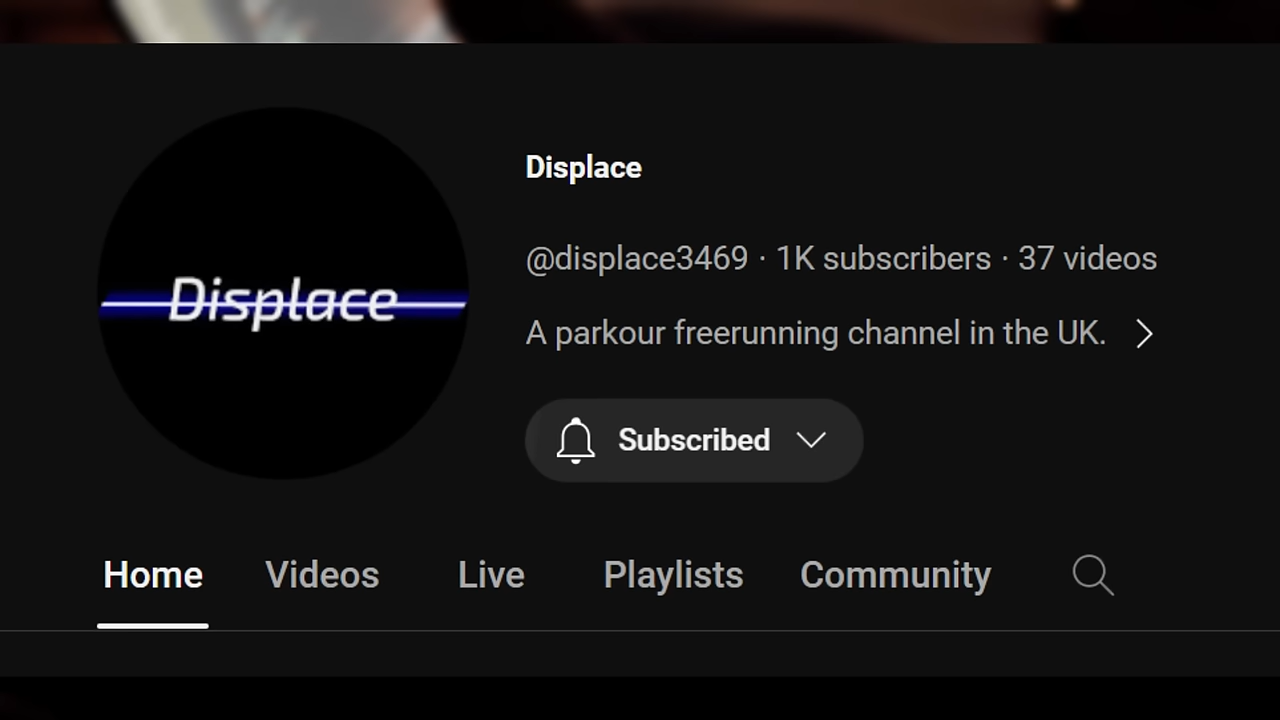 Displace
Displace
@displace3469 · 1K subscribers · 37 videos
A parkour freerunning channel in the UK.
Subscribed
Home Videos Live Playlists Community